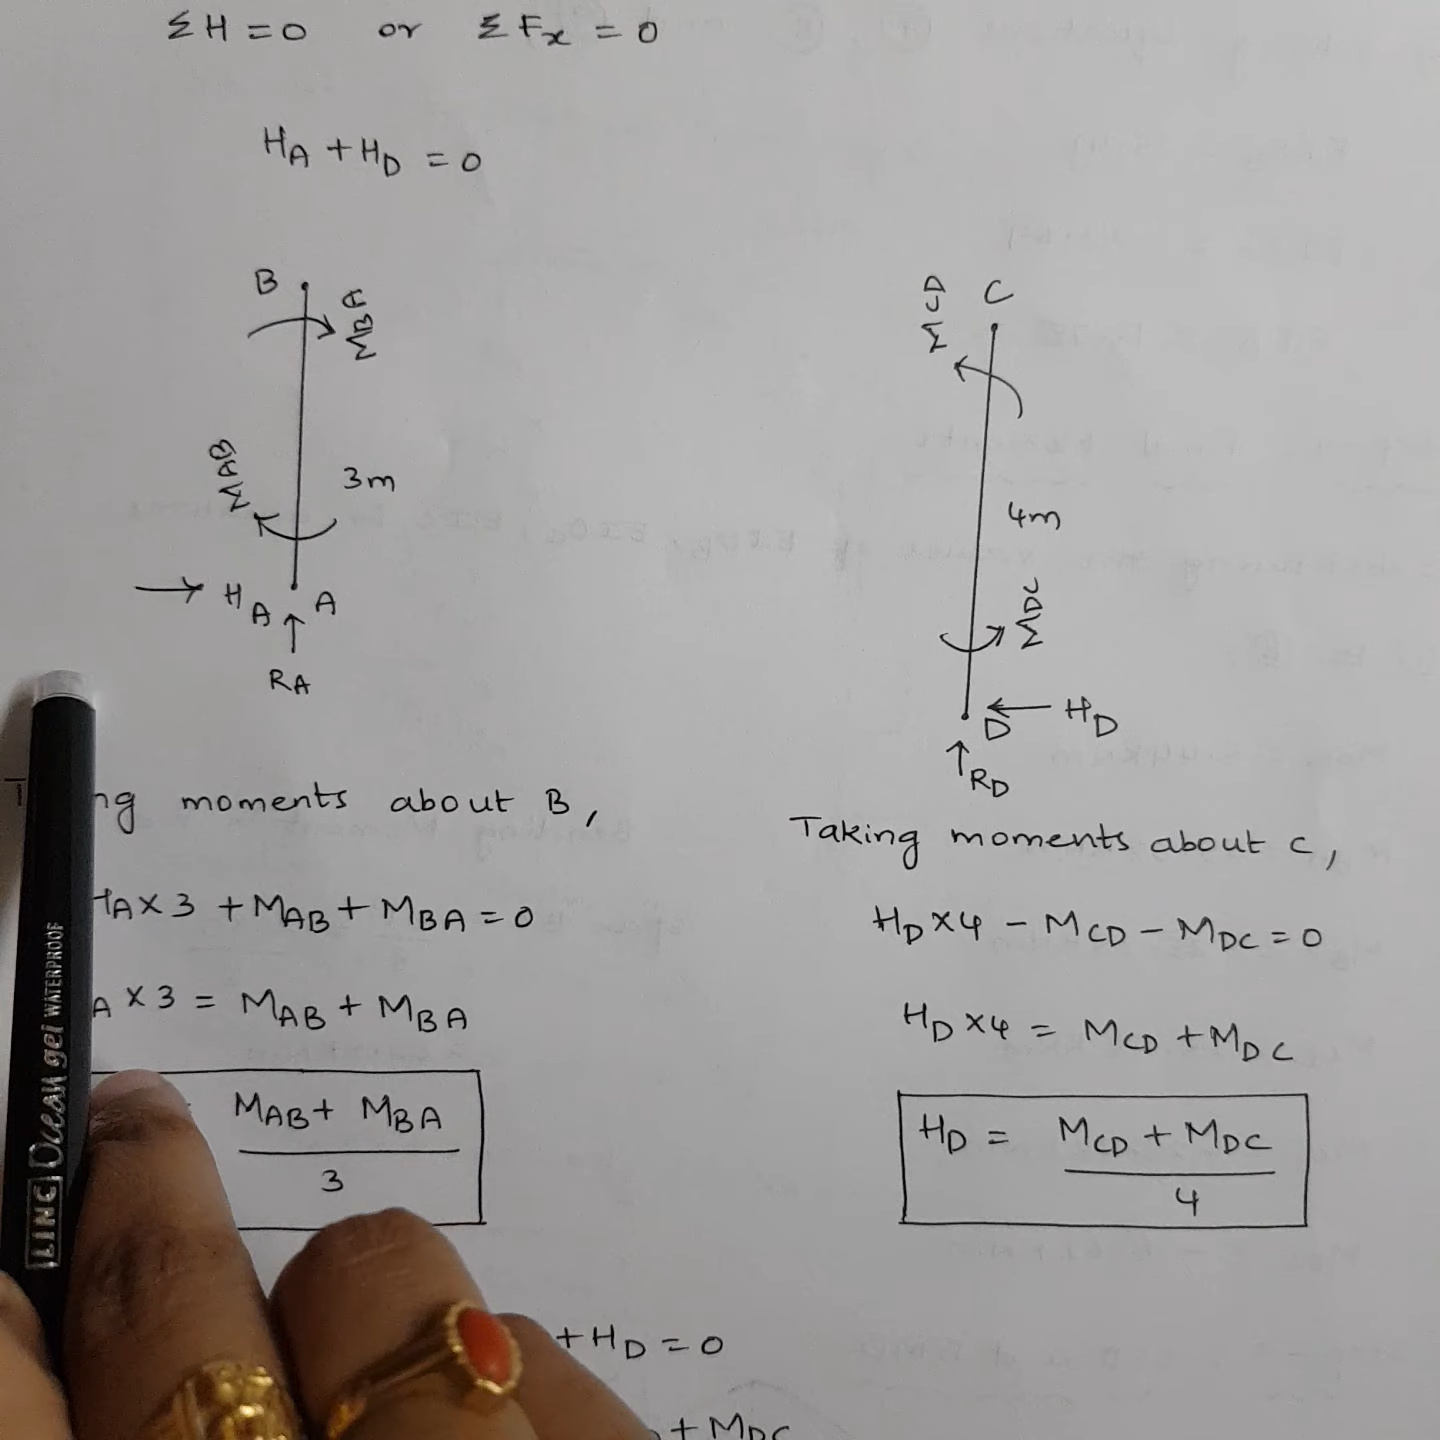 ΣH = 0 or ΣFx = 0
HA + HD = 0
B
MBA
MAB
3m
HA
A
RA
MCD
C
4m
MDC
D
HD
RD
moments about B,
Taking moments about C,
HA × 3 + MAB + MBA = 0
HD × 4 - MCD - MDC = 0
A × 3 = MAB + MBA
HD × 4 = MCD + MDC
MAB + MBA
3
HD = MCD + MDC
4
+ HD = 0
+ MDC
LINC Ocean gel WATERPROOF